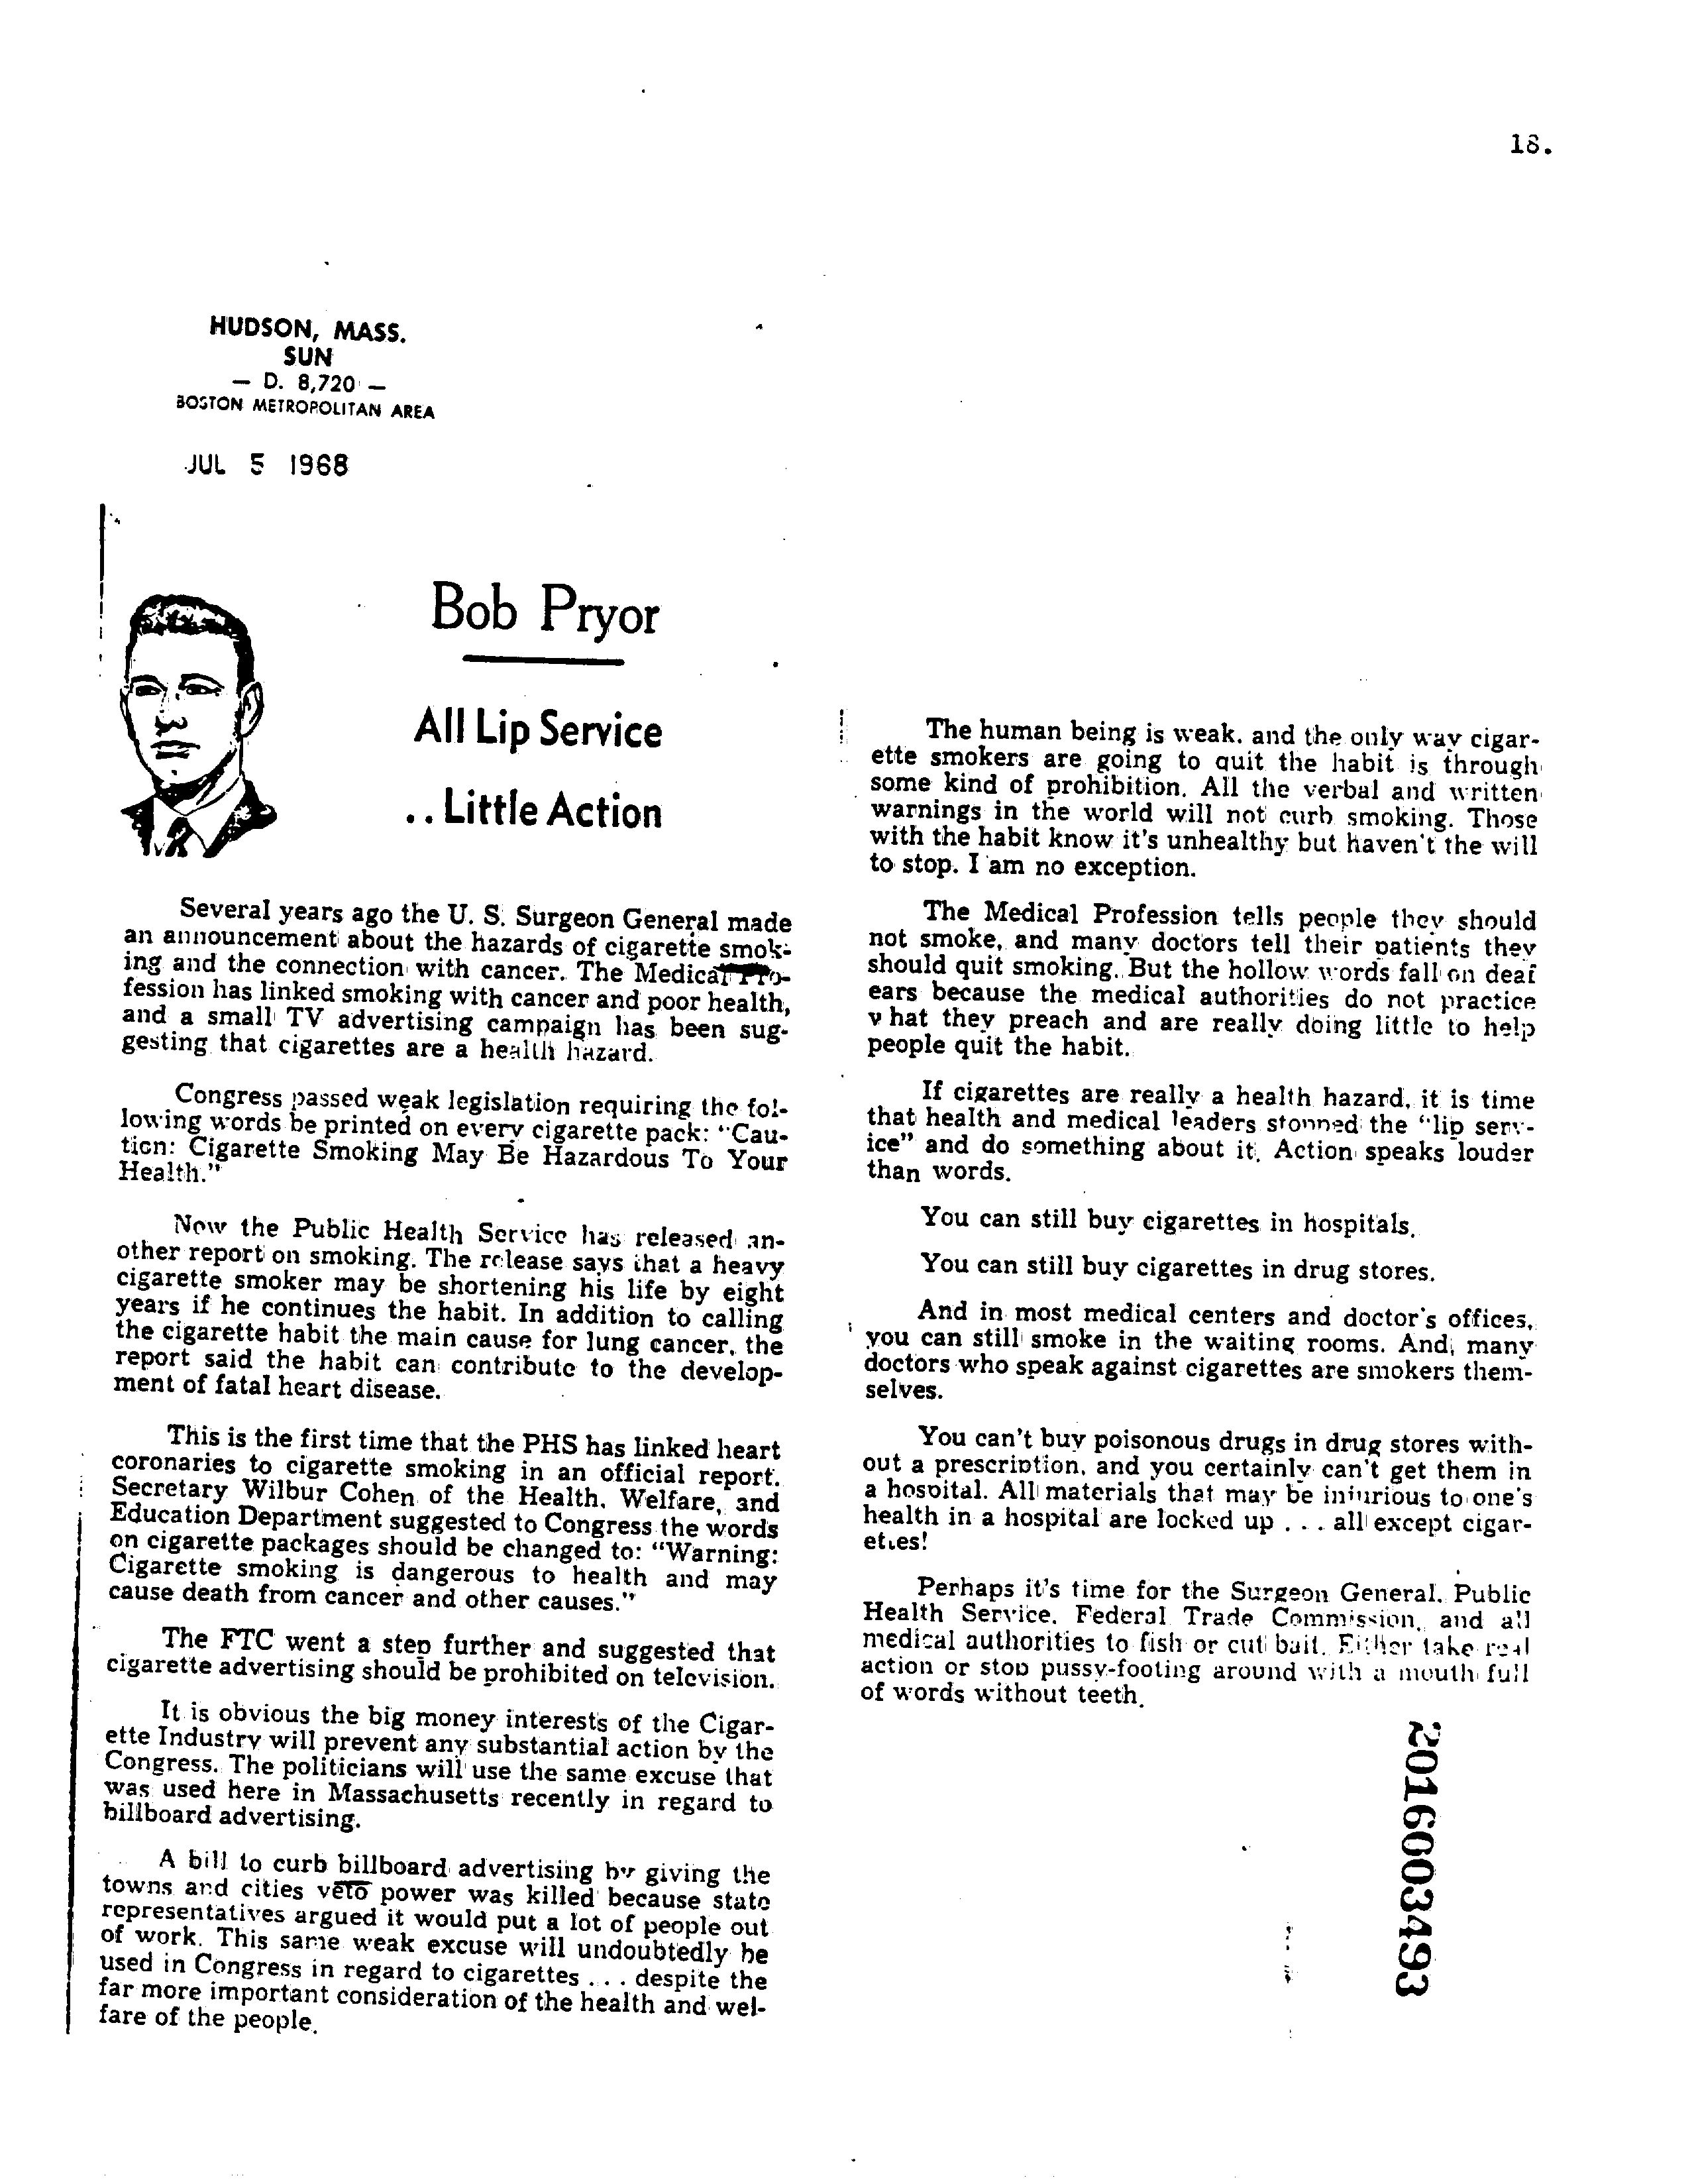 18.
HUDSON, MASS.
SUN
— D. 8,720 —
BOSTON METROPOLITAN AREA
JUL 5 1968
Bob Pryor
All Lip Service
.. Little Action
Several years ago the U. S. Surgeon General made
an announcement about the hazards of cigarette smok-
ing and the connection with cancer. The Medical Pro-
fession has linked smoking with cancer and poor health,
and a small TV advertising campaign has been sug-
gesting that cigarettes are a health hazard.
Congress passed weak legislation requiring the fol-
lowing words be printed on every cigarette pack: "Cau-
tion: Cigarette Smoking May Be Hazardous To Your
Health."
Now the Public Health Service has released an-
other report on smoking. The release says that a heavy
cigarette smoker may be shortening his life by eight
years if he continues the habit. In addition to calling
the cigarette habit the main cause for lung cancer, the
report said the habit can contribute to the develop-
ment of fatal heart disease.
This is the first time that the PHS has linked heart
coronaries to cigarette smoking in an official report.
Secretary Wilbur Cohen of the Health, Welfare, and
Education Department suggested to Congress the words
on cigarette packages should be changed to: "Warning:
Cigarette smoking is dangerous to health and may
cause death from cancer and other causes."
The FTC went a step further and suggested that
cigarette advertising should be prohibited on television.
It is obvious the big money interests of the Cigar-
ette Industry will prevent any substantial action by the
Congress. The politicians will use the same excuse that
was used here in Massachusetts recently in regard to
billboard advertising.
A bill to curb billboard advertising by giving the
towns and cities veto power was killed because state
representatives argued it would put a lot of people out
of work. This same weak excuse will undoubtedly be
used in Congress in regard to cigarettes . . . despite the
far more important consideration of the health and wel-
fare of the people.
The human being is weak, and the only way cigar-
ette smokers are going to quit the habit is through
some kind of prohibition. All the verbal and written
warnings in the world will not curb smoking. Those
with the habit know it's unhealthy but haven't the will
to stop. I am no exception.
The Medical Profession tells people they should
not smoke, and many doctors tell their patients they
should quit smoking. But the hollow words fall on deaf
ears because the medical authorities do not practice
what they preach and are really doing little to help
people quit the habit.
If cigarettes are really a health hazard, it is time
that health and medical leaders stopped the "lip serv-
ice" and do something about it. Action speaks louder
than words.
You can still buy cigarettes in hospitals.
You can still buy cigarettes in drug stores.
And in most medical centers and doctor's offices,
you can still smoke in the waiting rooms. And, many
doctors who speak against cigarettes are smokers them-
selves.
You can't buy poisonous drugs in drug stores with-
out a prescription, and you certainly can't get them in
a hospital. All materials that may be injurious to one's
health in a hospital are locked up . . . all except cigar-
ettes!
Perhaps it's time for the Surgeon General, Public
Health Service, Federal Trade Commission, and all
medical authorities to fish or cut bait. Either take real
action or stop pussy-footing around with a mouth full
of words without teeth.
2016003493